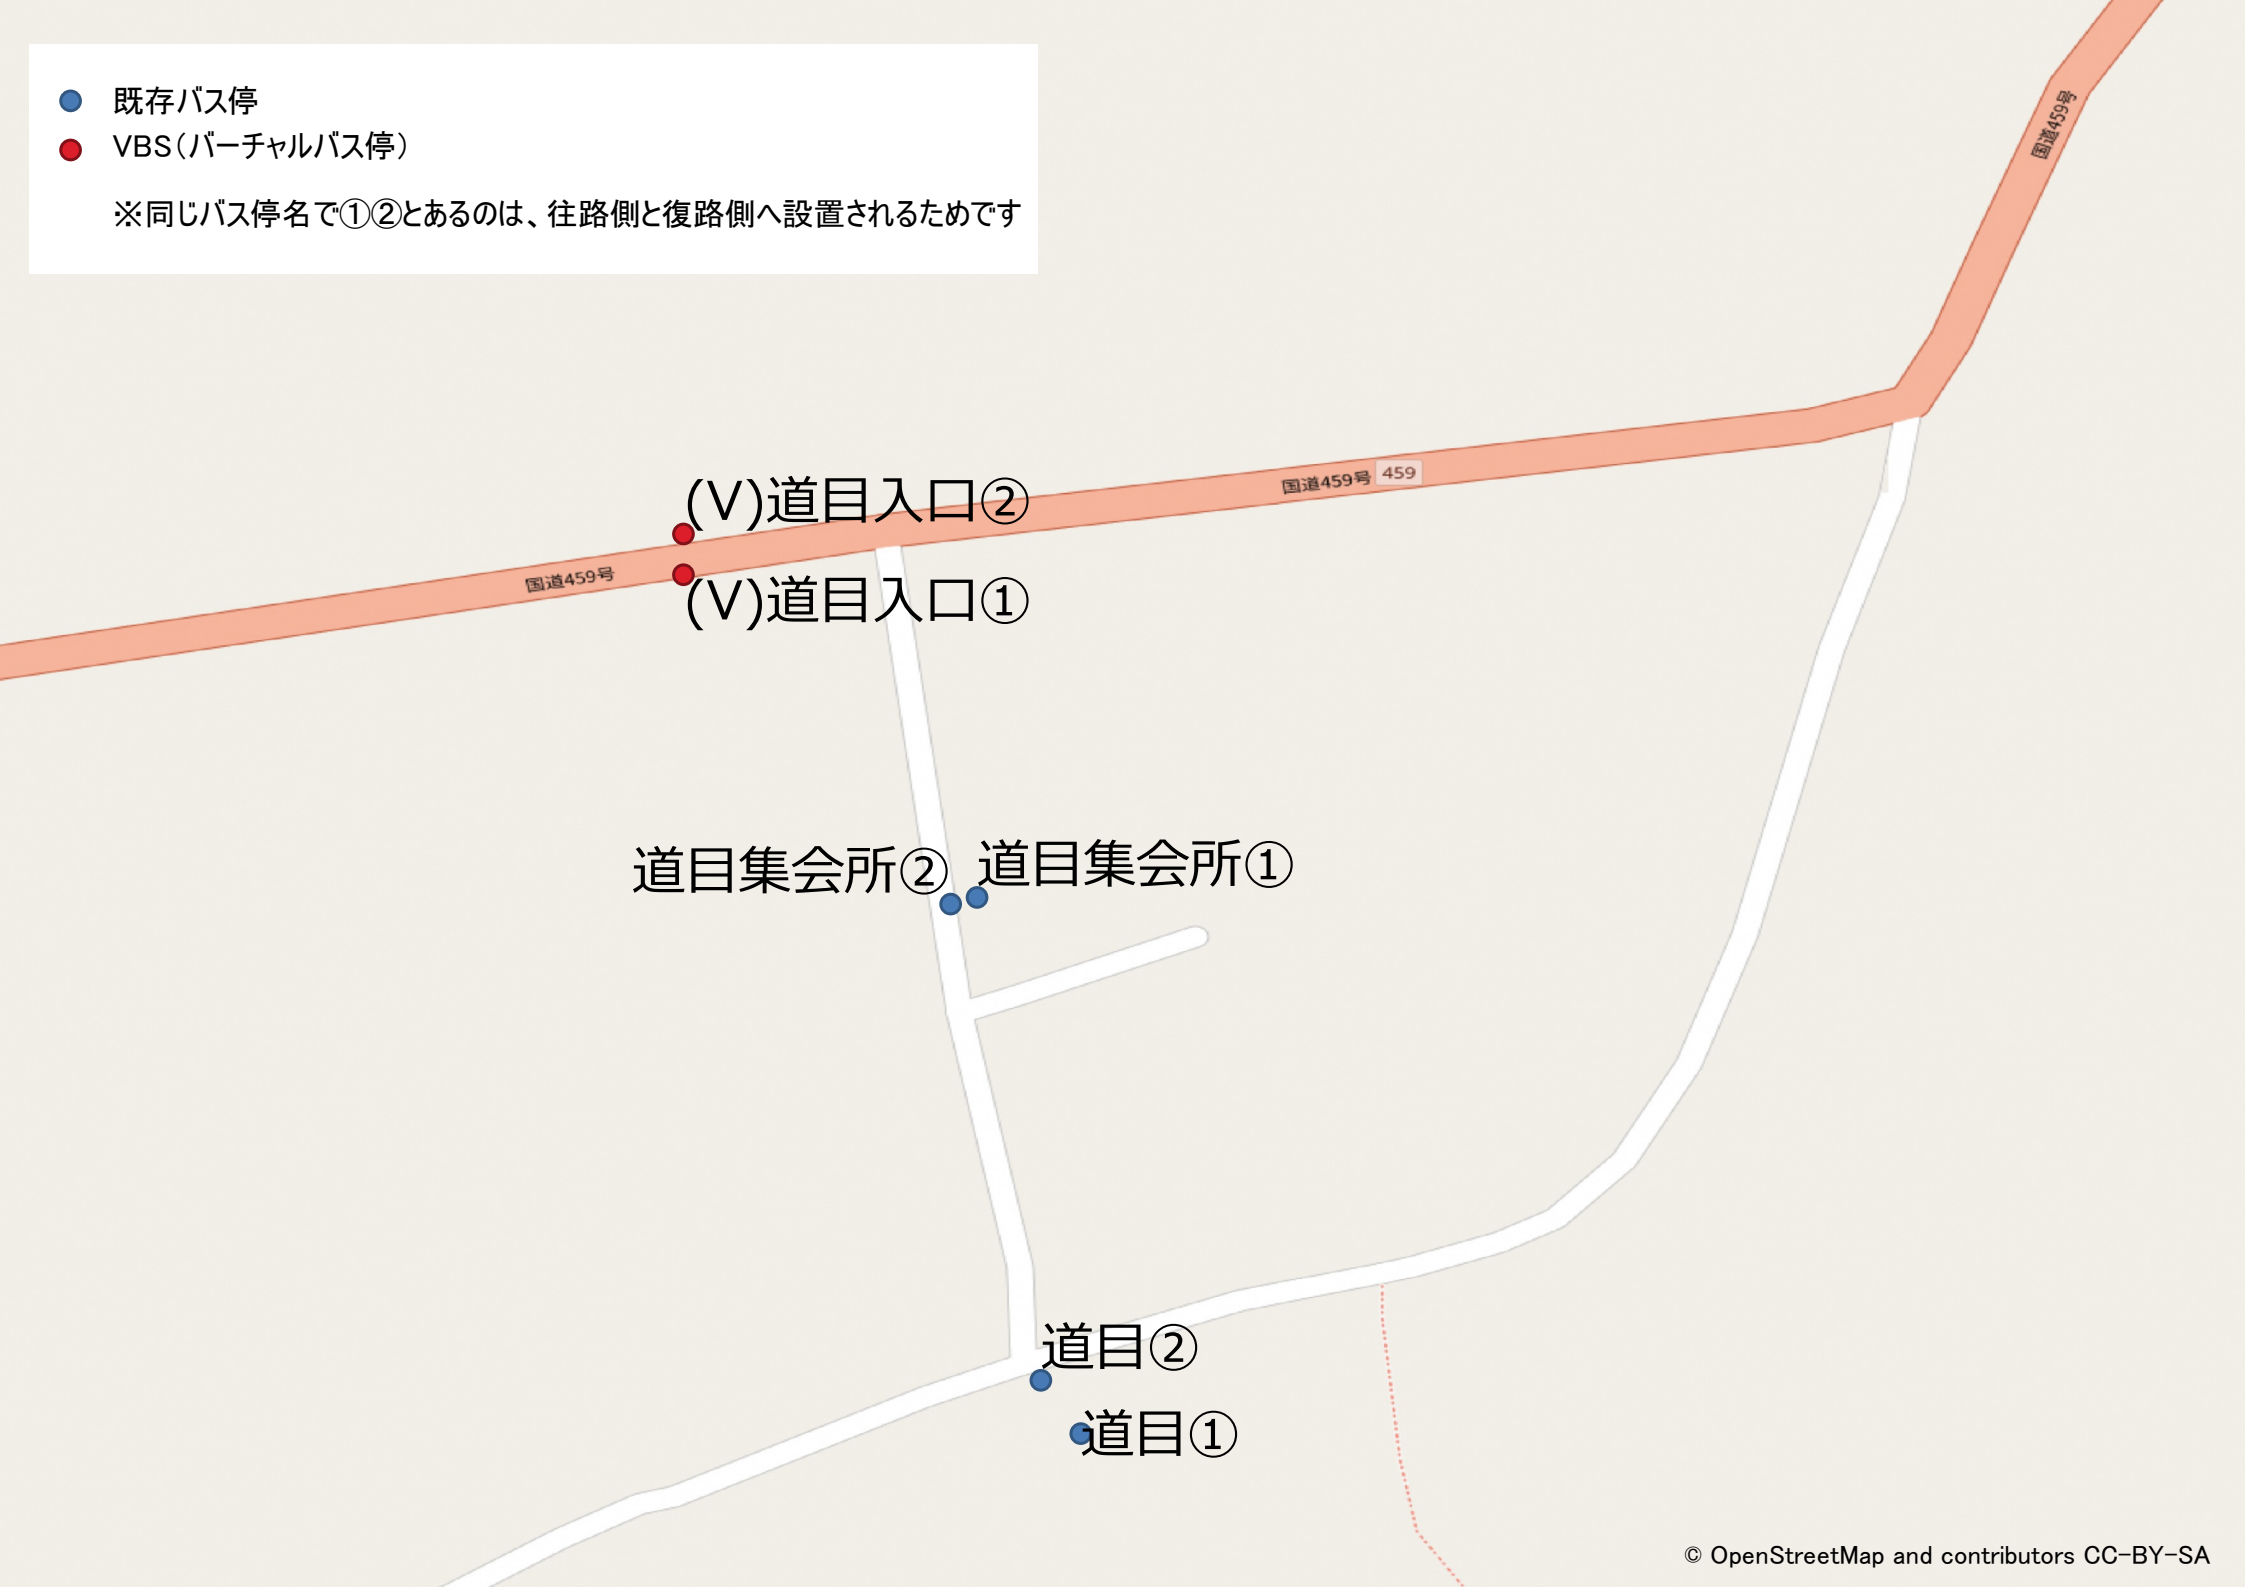 既存バス停
VBS（バーチャルバス停）
※同じバス停名で①②とあるのは、往路側と復路側へ設置されるためです
国道459号
国道459号 459
(V)道目入口②
国道459号
(V)道目入口①
道目集会所② 道目集会所①
道目②
道目①
© OpenStreetMap and contributors CC-BY-SA